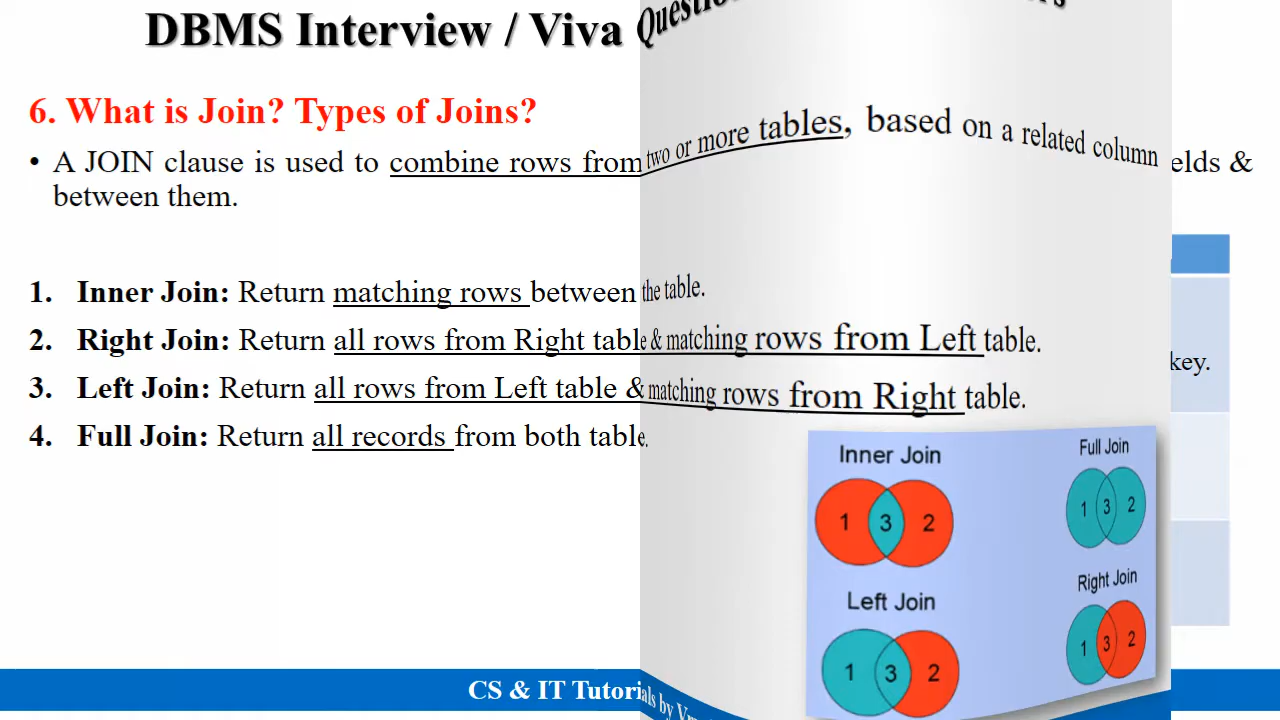 DBMS Interview / Viva Questio
6. What is Join? Types of Joins?
• A JOIN clause is used to combine rows from two or more tables, based on a related column
between them.
elds &
1. Inner Join: Return matching rows between the table.
2. Right Join: Return all rows from Right table & matching rows from Left table.
key.
3. Left Join: Return all rows from Left table & matching rows from Right table.
4. Full Join: Return all records from both table.
Inner Join
Full Join
1 3 2
1 3 2
Left Join
Right Join
1 3 2
1 3 2
CS & IT Tutorials by